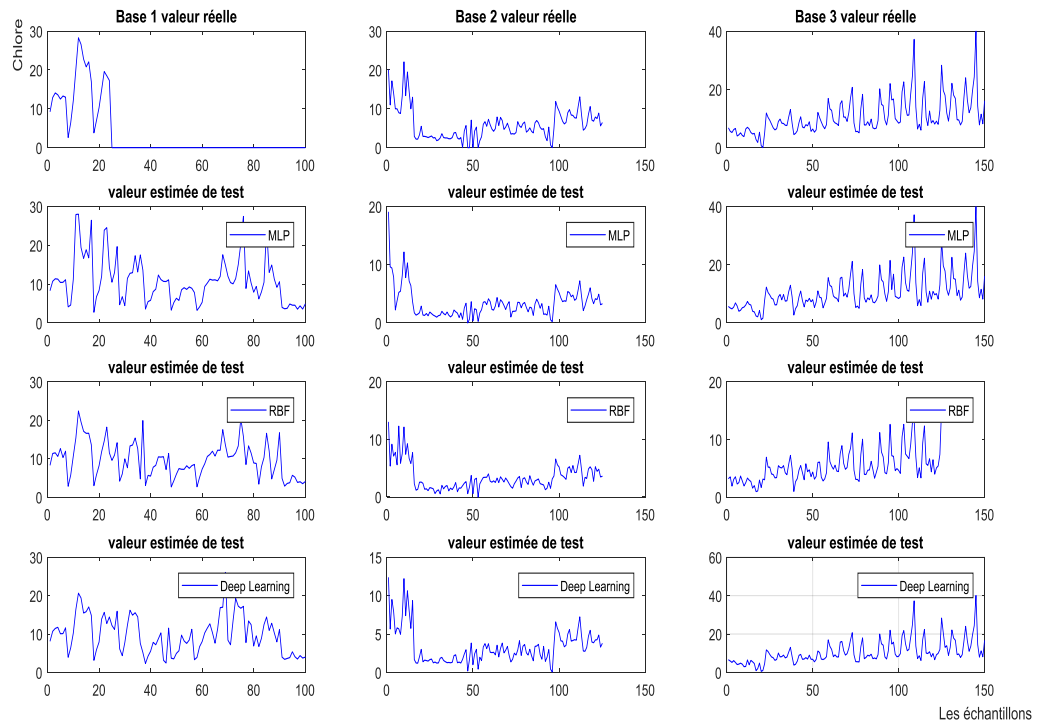 Base 1 valeur réelle
Base 2 valeur réelle
Base 3 valeur réelle
Chlore
30
20
10
0
0 20 40 60 80 100
30
20
10
0
0 50 100 150
40
20
0
0 50 100 150
valeur estimée de test
valeur estimée de test
valeur estimée de test
30
20
10
0
MLP
0 20 40 60 80 100
20
10
0
MLP
0 50 100 150
40
20
0
MLP
0 50 100 150
valeur estimée de test
valeur estimée de test
valeur estimée de test
30
20
10
0
RBF
0 20 40 60 80 100
20
10
0
RBF
0 50 100 150
20
10
0
RBF
0 50 100 150
valeur estimée de test
valeur estimée de test
valeur estimée de test
30
20
10
0
Deep Learning
0 20 40 60 80 100
15
10
5
0
Deep Learning
0 50 100 150
60
40
20
0
Deep Learning
0 50 100 150
Les échantillons